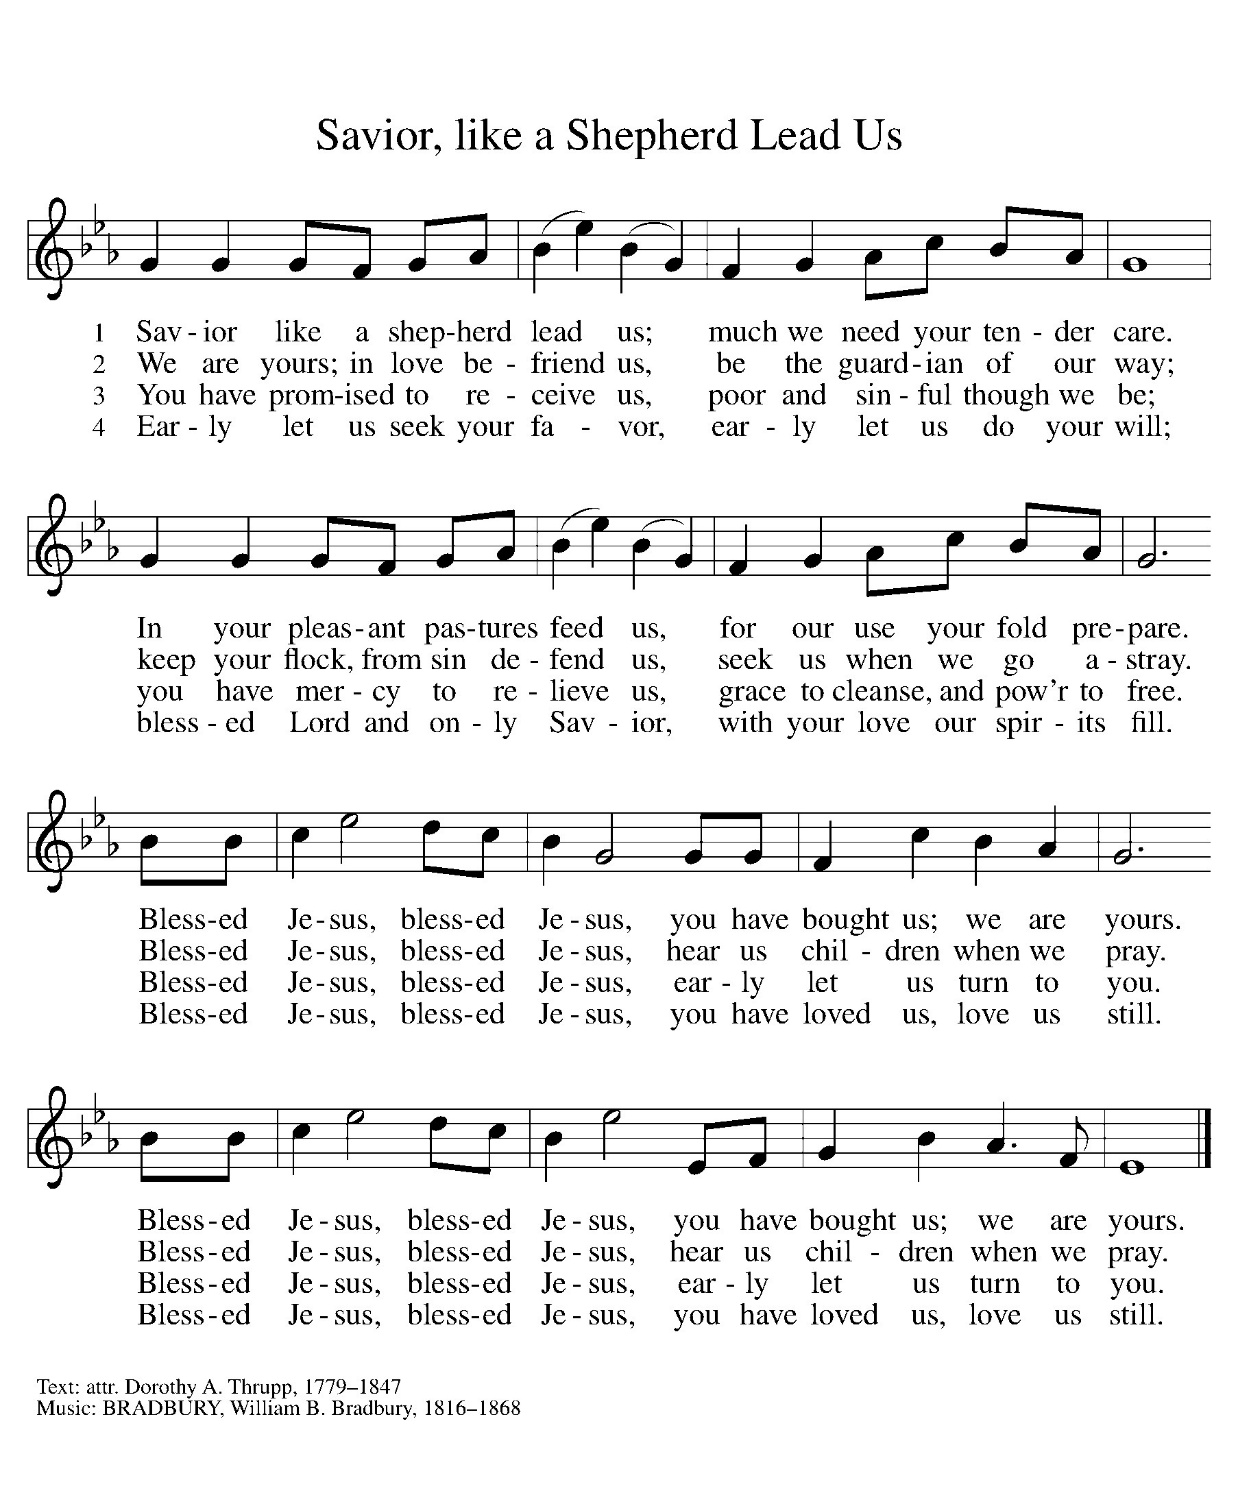 Savior, like a Shepherd Lead Us
1 Sav - ior like a shep-herd lead us; much we need your ten - der care.
2 We are yours; in love be - friend us, be the guard-ian of our way;
3 You have prom-ised to re - ceive us, poor and sin - ful though we be;
4 Ear - ly let us seek your fa - vor, ear - ly let us do your will;
In your pleas-ant pas-tures feed us, for our use your fold pre-pare.
keep your flock, from sin de - fend us, seek us when we go a - stray.
you have mer - cy to re - lieve us, grace to cleanse, and pow'r to free.
bless - ed Lord and on - ly Sav - ior, with your love our spir - its fill.
Bless-ed Je-sus, bless-ed Je-sus, you have bought us; we are yours.
Bless-ed Je-sus, bless-ed Je-sus, hear us chil - dren when we pray.
Bless-ed Je-sus, bless-ed Je-sus, ear - ly let us turn to you.
Bless-ed Je-sus, bless-ed Je-sus, you have loved us, love us still.
Bless-ed Je-sus, bless-ed Je-sus, you have bought us; we are yours.
Bless-ed Je-sus, bless-ed Je-sus, hear us chil - dren when we pray.
Bless-ed Je-sus, bless-ed Je-sus, ear - ly let us turn to you.
Bless-ed Je-sus, bless-ed Je-sus, you have loved us, love us still.
Text: attr. Dorothy A. Thrupp, 1779–1847
Music: BRADBURY, William B. Bradbury, 1816–1868